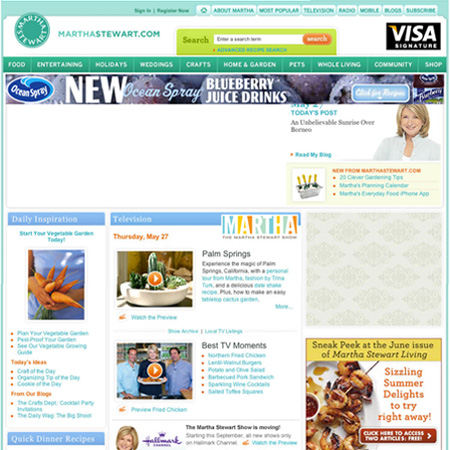 Sign In | Register Now
ABOUT MARTHA MOST POPULAR TELEVISION RADIO MOBILE BLOGS SUBSCRIBE
MARTHA STEWART
MARTHASTEWART.COM
Search Enter a search term Search
ADVANCED RECIPE SEARCH
VISA
SIGNATURE
FOOD ENTERTAINING HOLIDAYS WEDDINGS CRAFTS HOME & GARDEN PETS WHOLE LIVING COMMUNITY SHOP
Ocean Spray NEW Ocean Spray BLUEBERRY JUICE DRINKS Click for Recipes
May 27
TODAY'S POST
An Unbelievable Sunrise Over
Borneo
Read My Blog
NEW FROM MARTHASTEWART.COM
20 Clever Gardening Tips
Martha's Planning Calendar
Martha's Everyday Food iPhone App
Daily Inspiration
Start Your Vegetable Garden
Today!
Plan Your Vegetable Garden
Pest-Proof Your Garden
See Our Vegetable Growing
Guide
Today's Ideas
Craft of the Day
Organizing Tip of the Day
Cookie of the Day
From Our Blogs
The Crafts Dept: Cocktail Party
Invitations
The Daily Wag: The Big Shoot
Quick Dinner Recipes
Television
MARTHA
THE MARTHA STEWART SHOW
Thursday, May 27
Palm Springs
Experience the magic of Palm
Springs, California, with a personal
tour from Martha, fashion by Trina
Turk, and a delicious date shake
recipe. Plus, how to make an easy
tabletop cactus garden.
More...
Watch the Preview
Show Archive | Local TV Listings
Best TV Moments
Northern Fried Chicken
Lentil Burgers
Potato and Olive Salad
Barbecued Pork Sandwich
Sparkling Wine Cocktails
Salted Toffee Squares
Preview Fried Chicken
Hallmark
CHANNEL
The Martha Stewart Show is moving!
Starting this September, all new shows only
on Hallmark Channel
Watch the Preview
Sneak Peek at the June issue
of Martha Stewart Living
Sizzling
Summer
Delights
to try
right away!
CLICK HERE TO ACCESS
TWO ARTICLES: FREE!